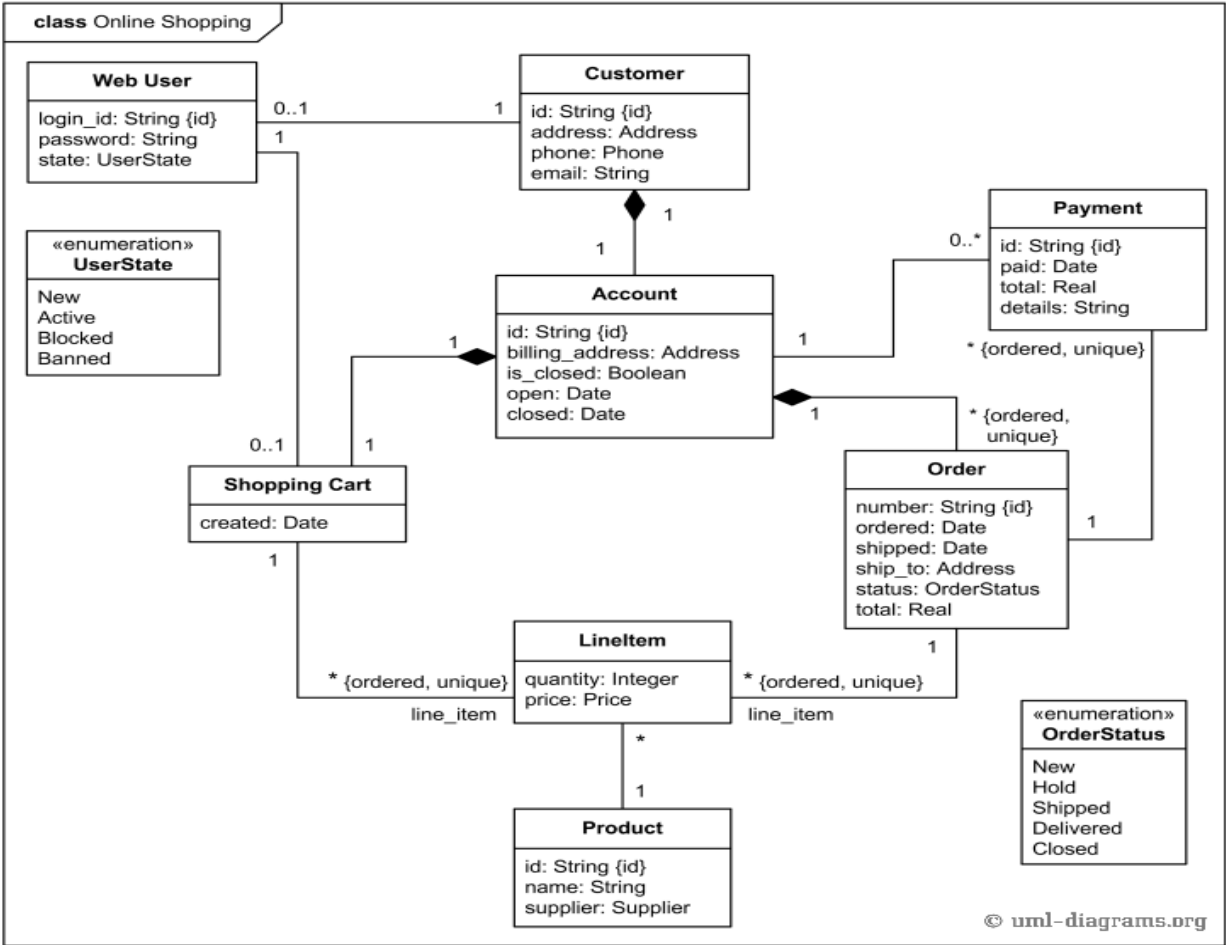 class Online Shopping
Web User
login_id: String {id}
password: String
state: UserState
0..1
1
1
Customer
id: String {id}
address: Address
phone: Phone
email: String
1
1
«enumeration»
UserState
New
Active
Blocked
Banned
Payment
id: String {id}
paid: Date
total: Real
details: String
0..*
1
* {ordered, unique}
Account
id: String {id}
billing_address: Address
is_closed: Boolean
open: Date
closed: Date
1
1
* {ordered,
unique}
0..1
1
Shopping Cart
created: Date
1
Order
number: String {id}
ordered: Date
shipped: Date
ship_to: Address
status: OrderStatus
total: Real
1
1
* {ordered, unique}
line_item
LineItem
quantity: Integer
price: Price
* {ordered, unique}
line_item
*
1
Product
id: String {id}
name: String
supplier: Supplier
«enumeration»
OrderStatus
New
Hold
Shipped
Delivered
Closed
© uml-diagrams.org